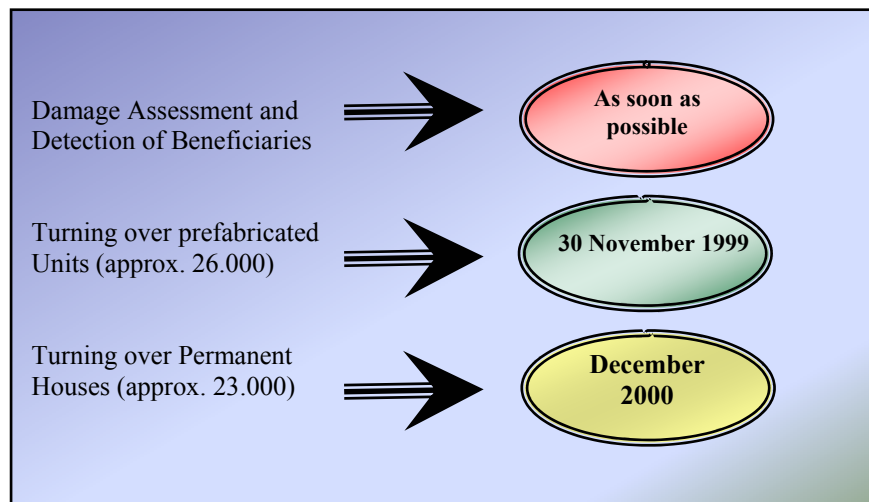 Damage Assessment and
Detection of Beneficiaries
As soon as
possible
Turning over prefabricated
Units (approx. 26.000)
30 November 1999
Turning over Permanent
Houses (approx. 23.000)
December
2000